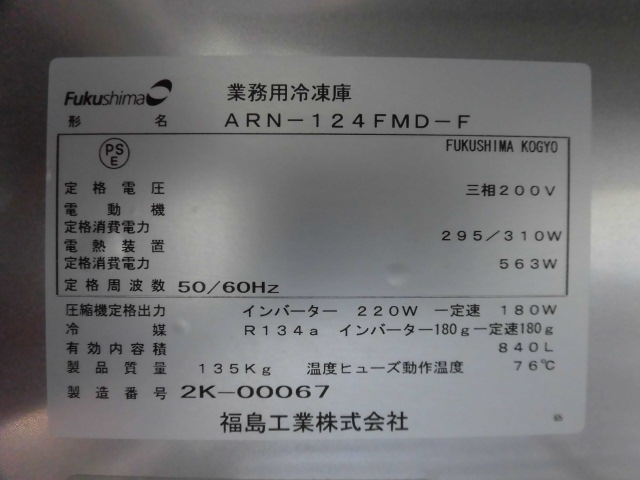 Fukushima 業務用冷凍庫
形名 ARN-124FMD-F
PS E FUKUSHIMA KOGYO
定格電圧 三相200V
電動機
定格消費電力 295/310W
電熱装置
定格消費電力 563W
定格周波数 50/60Hz
圧縮機定格出力 インバーター 220W 一定速 180W
冷媒 R134a インバーター180g一定速180g
有効内容積 840L
製品質量 135Kg 温度ヒューズ動作温度 76℃
製造番号 2K-00067
福島工業株式会社